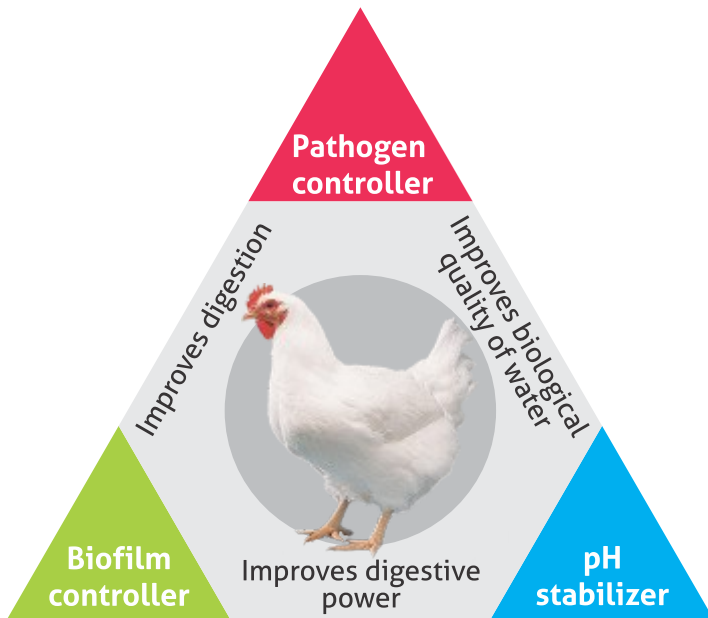 Pathogen
controller
Improves digestion
Improves biological
quality of water
Biofilm
controller
Improves digestive
power
pH
stabilizer